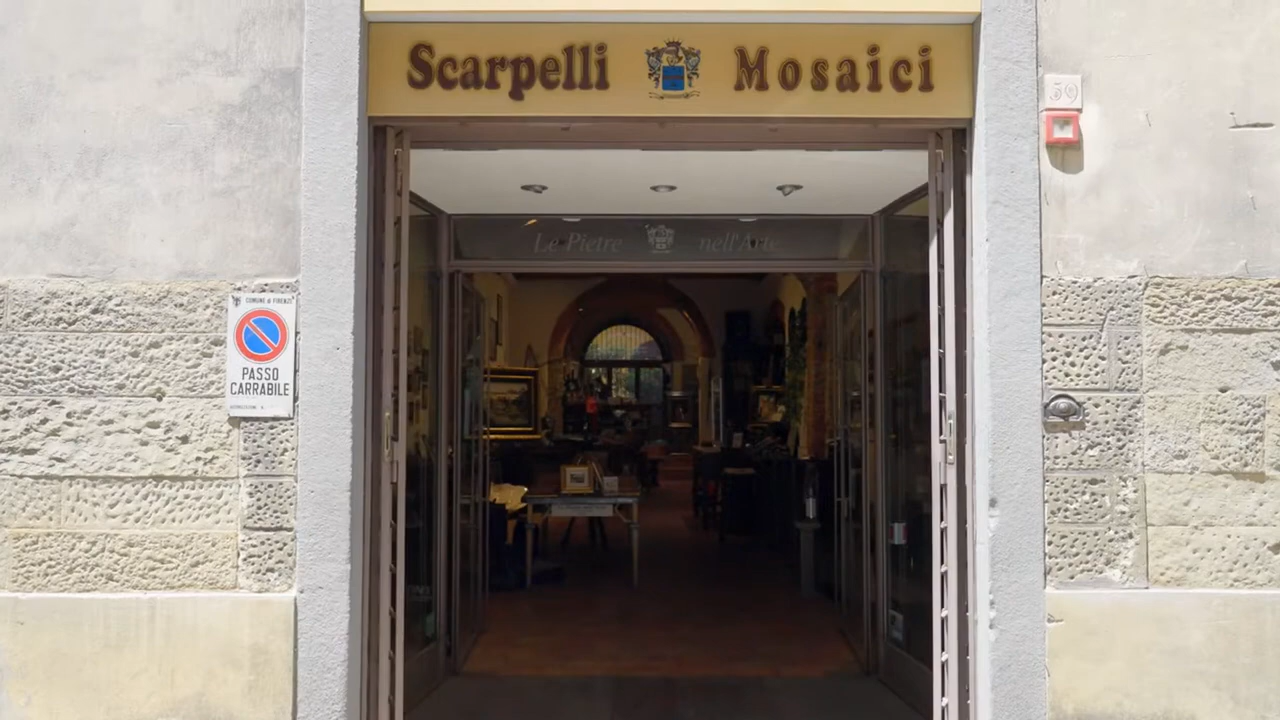 Scarpelli Mosaici
59
Le Pietre nell'Arte
COMUNE di FIRENZE
PASSO
CARRABILE